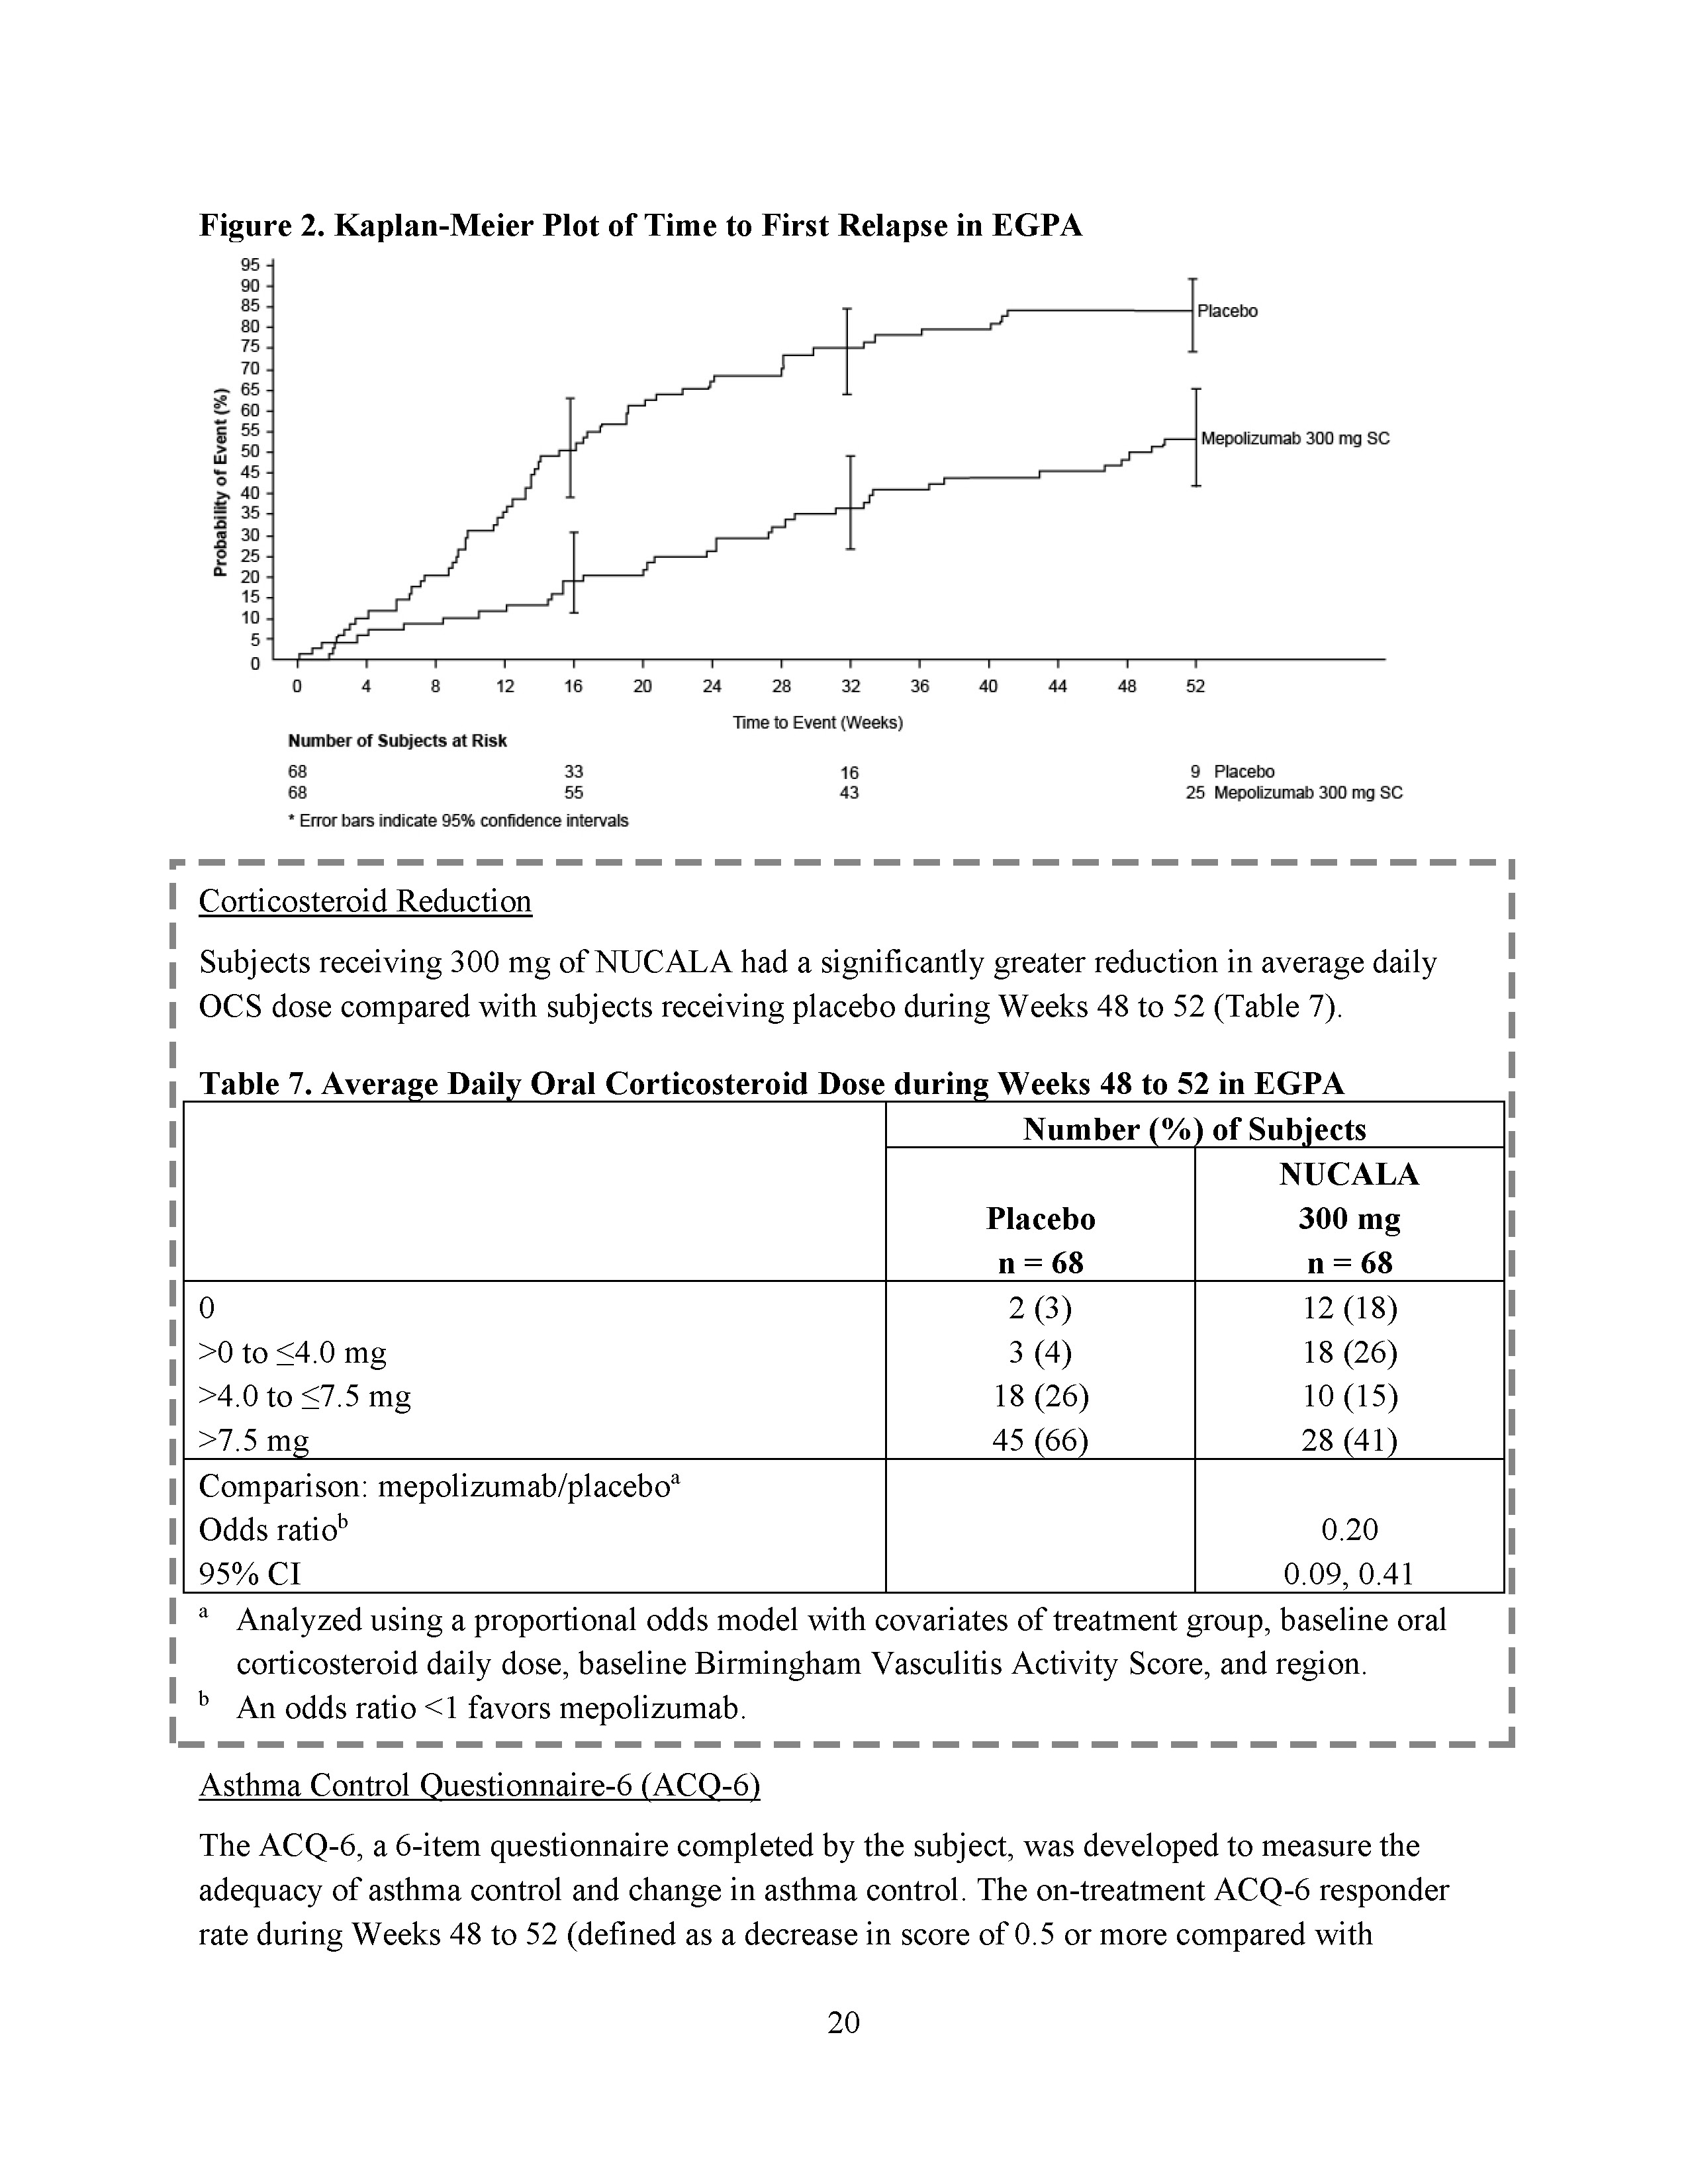 Figure 2. Kaplan-Meier Plot of Time to First Relapse in EGPA
95
90
85
80
75
70
65
60
55
50
45
40
35
30
25
20
15
10
5
0
Probability of Event (%)
Placebo
Mepolizumab 300 mg SC
0 4 8 12 16 20 24 28 32 36 40 44 48 52
Time to Event (Weeks)
Number of Subjects at Risk
68 33 16 9 Placebo
68 55 43 25 Mepolizumab 300 mg SC
* Error bars indicate 95% confidence intervals
Corticosteroid Reduction
Subjects receiving 300 mg of NUCALA had a significantly greater reduction in average daily
OCS dose compared with subjects receiving placebo during Weeks 48 to 52 (Table 7).
Table 7. Average Daily Oral Corticosteroid Dose during Weeks 48 to 52 in EGPA
Number (%) of Subjects
NUCALA
Placebo 300 mg
n = 68 n = 68
0 2 (3) 12 (18)
>0 to ≤4.0 mg 3 (4) 18 (26)
>4.0 to ≤7.5 mg 18 (26) 10 (15)
>7.5 mg 45 (66) 28 (41)
Comparison: mepolizumab/placeboa
Odds ratiob 0.20
95% CI 0.09, 0.41
a Analyzed using a proportional odds model with covariates of treatment group, baseline oral
corticosteroid daily dose, baseline Birmingham Vasculitis Activity Score, and region.
b An odds ratio <1 favors mepolizumab.
Asthma Control Questionnaire-6 (ACQ-6)
The ACQ-6, a 6-item questionnaire completed by the subject, was developed to measure the
adequacy of asthma control and change in asthma control. The on-treatment ACQ-6 responder
rate during Weeks 48 to 52 (defined as a decrease in score of 0.5 or more compared with
20